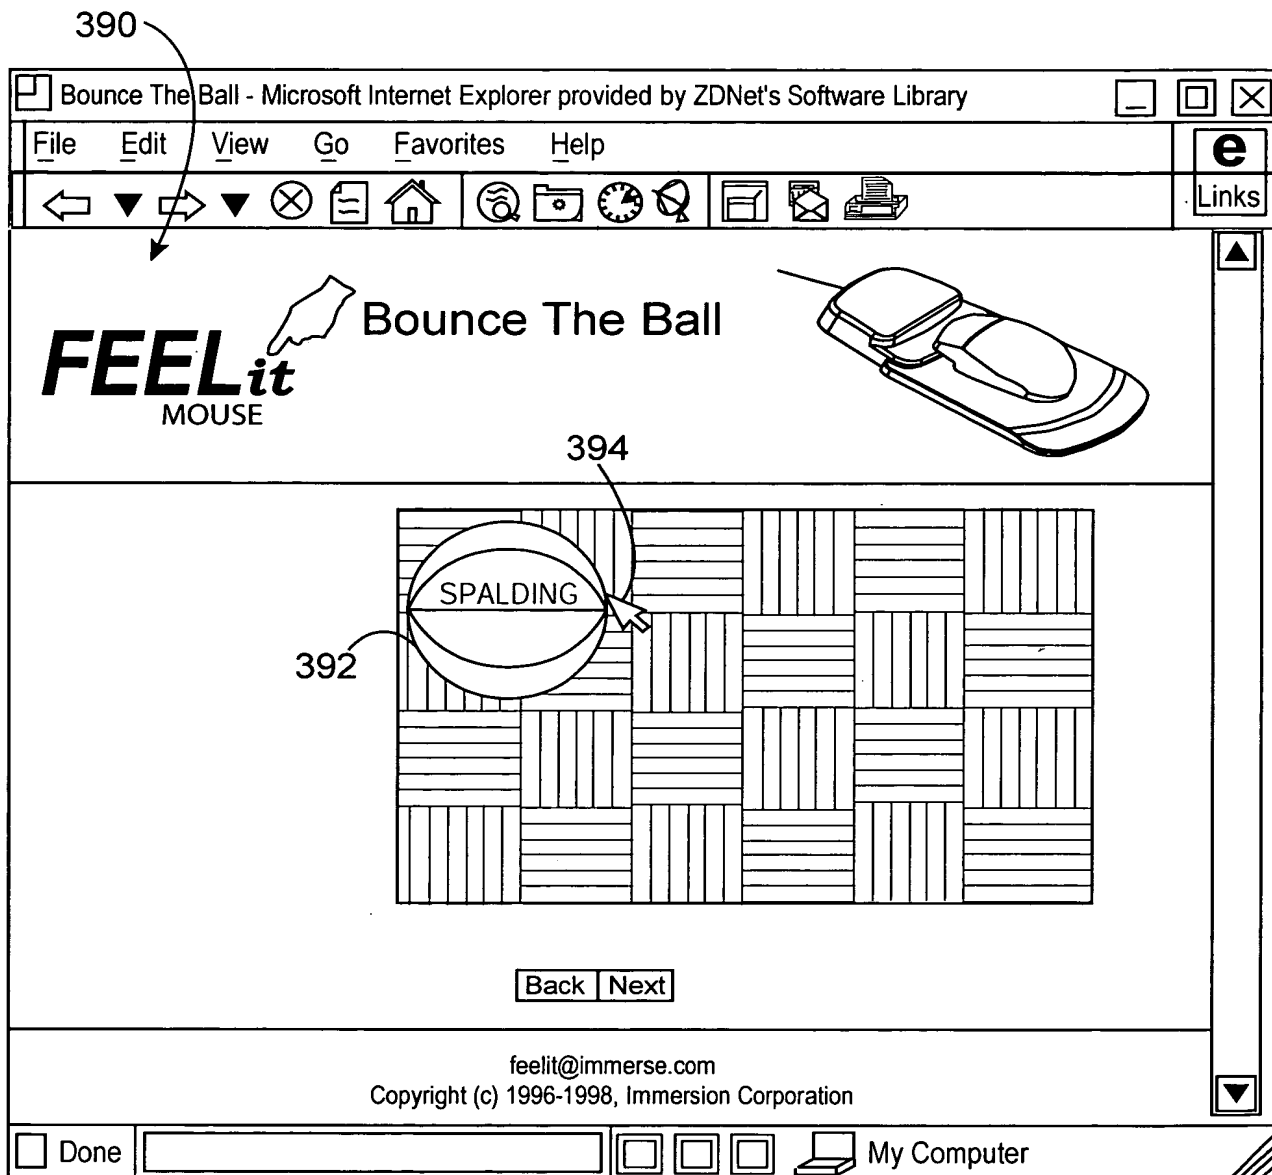 390
Bounce The Ball - Microsoft Internet Explorer provided by ZDNet's Software Library
File Edit View Go Favorites Help
e
Links
Bounce The Ball
FEELit
MOUSE
394
SPALDING
392
Back Next
feelit@immerse.com
Copyright (c) 1996-1998, Immersion Corporation
Done My Computer